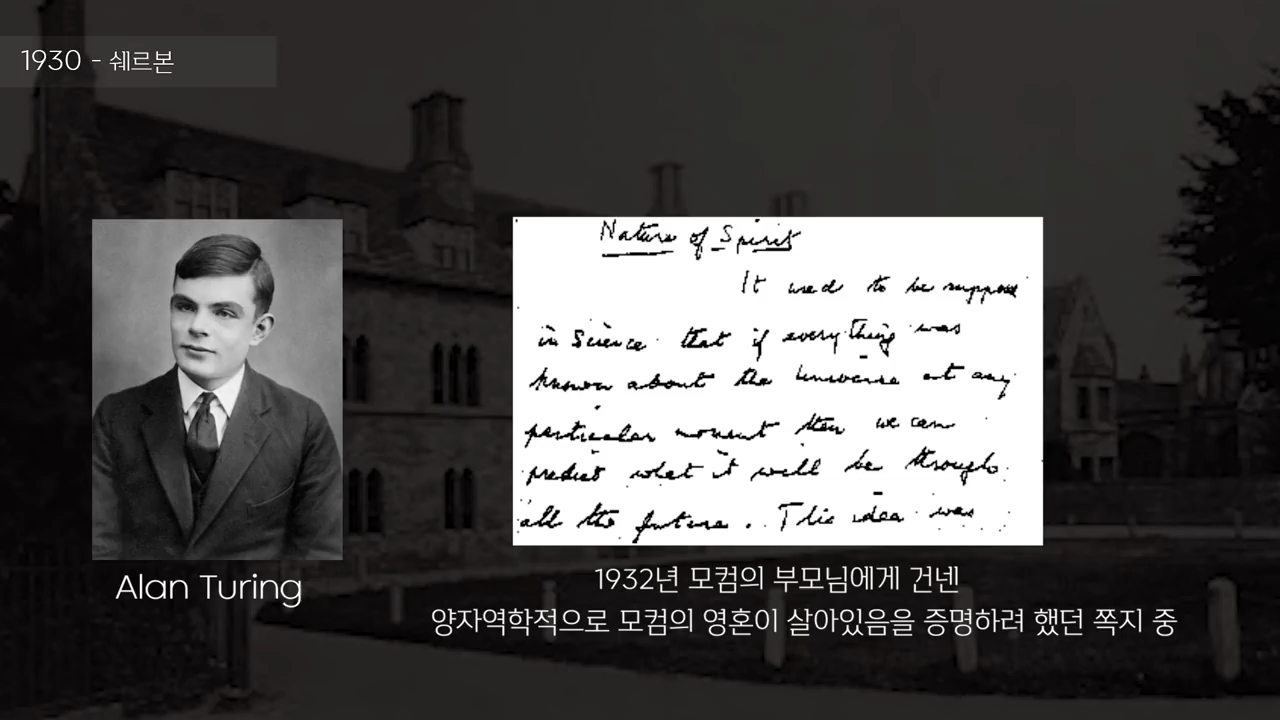 1930 - 쉐르본
Nature of Spirit
It used to be suppose
in Science that if everything was
known about the Universe at any
particular moment then we can
predict what it will be through
all the future. This idea was
Alan Turing
1932년 모컴의 부모님에게 건넨
양자역학적으로 모컴의 영혼이 살아있음을 증명하려 했던 쪽지 중